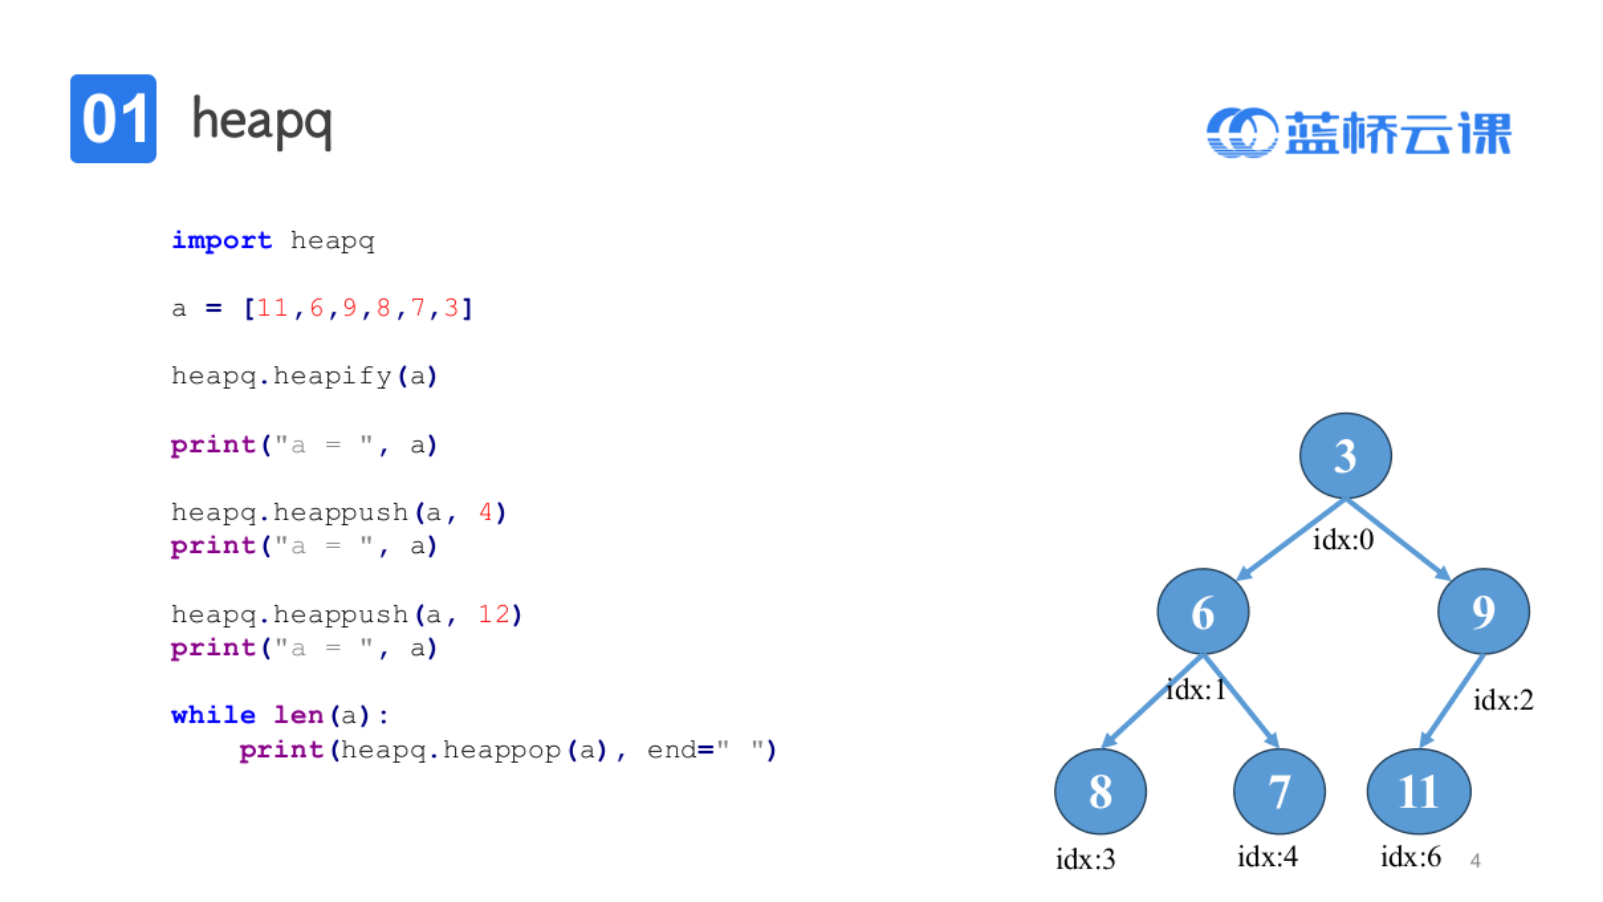 01 heapq
蓝桥云课
import heapq
a = [11,6,9,8,7,3]
heapq.heapify(a)
print("a = ", a)
heapq.heappush(a, 4)
print("a = ", a)
heapq.heappush(a, 12)
print("a = ", a)
while len(a):
    print(heapq.heappop(a), end=" ")
3
idx:0
6 9
idx:1 idx:2
8 7 11
idx:3 idx:4 idx:6
4